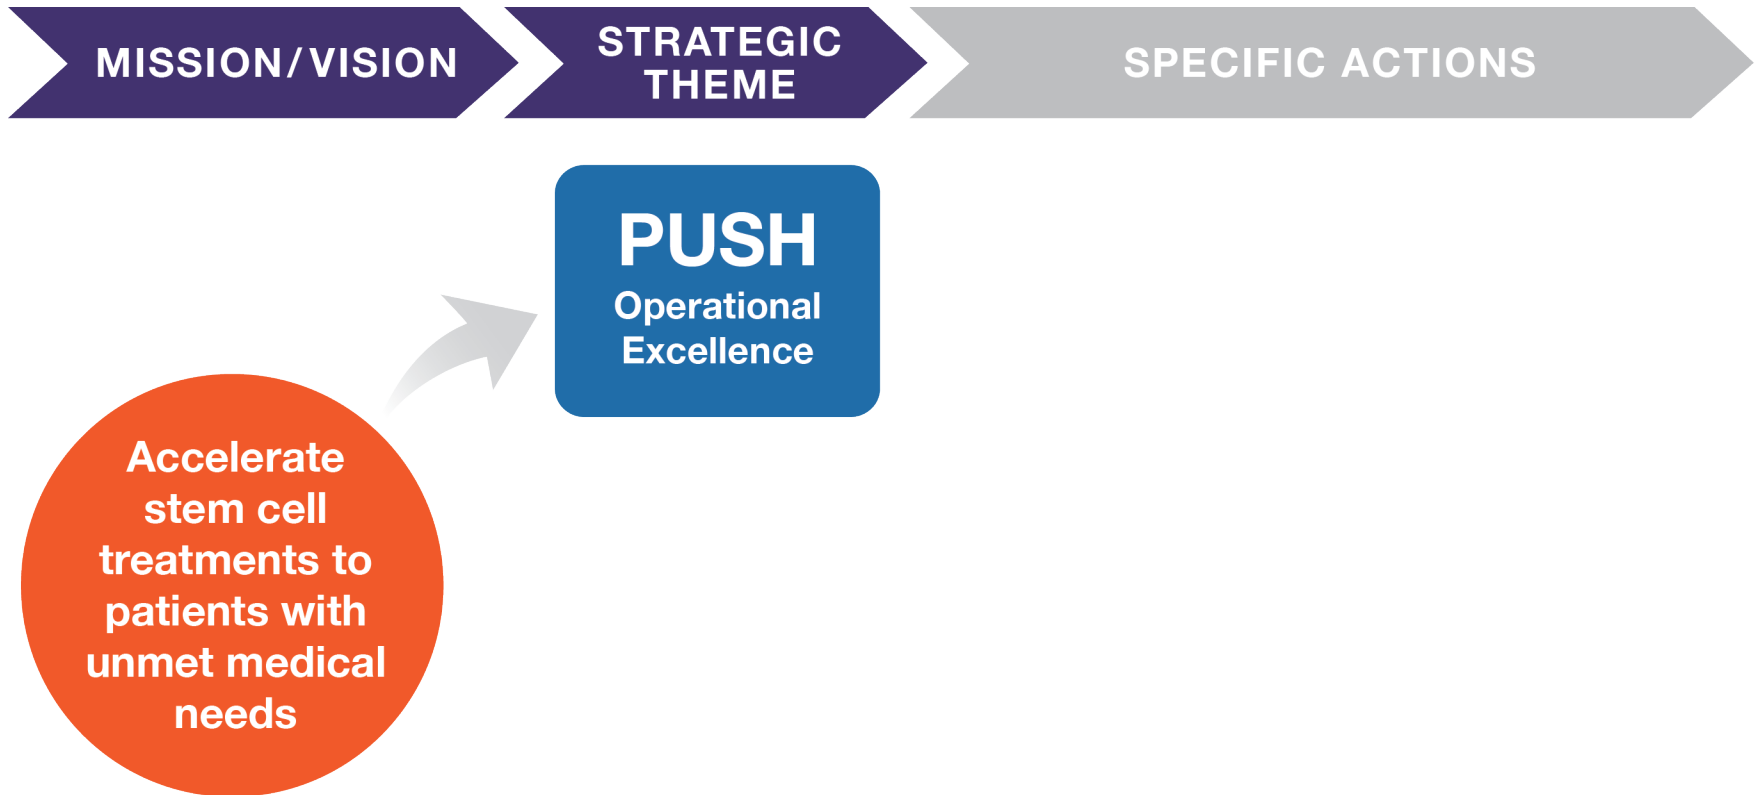 MISSION/VISION
STRATEGIC
THEME
SPECIFIC ACTIONS
PUSH
Operational
Excellence
Accelerate
stem cell
treatments to
patients with
unmet medical
needs